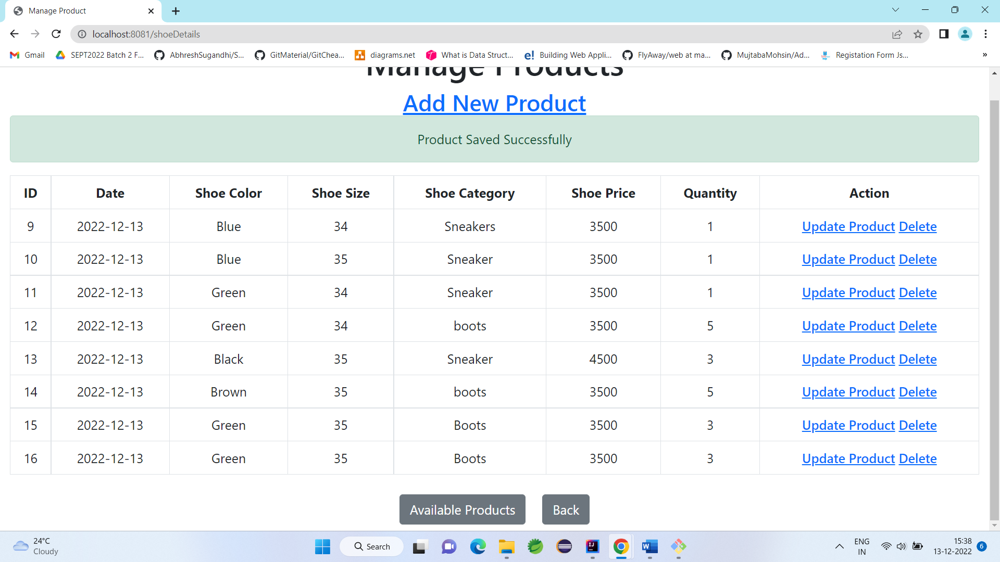 Manage Product
localhost:8081/shoeDetails
Gmail SEPT2022 Batch 2 F... AbhreshSugandhi/S... GitMaterial/GitChea... diagrams.net What is Data Struct... e! Building Web Appli... FlyAway/web at ma... MujtabaMohsin/Ad... Registation Form Js... »
Manage Products
Add New Product
Product Saved Successfully
ID Date Shoe Color Shoe Size Shoe Category Shoe Price Quantity Action
9 2022-12-13 Blue 34 Sneakers 3500 1 Update Product Delete
10 2022-12-13 Blue 35 Sneaker 3500 1 Update Product Delete
11 2022-12-13 Green 34 Sneaker 3500 1 Update Product Delete
12 2022-12-13 Green 34 boots 3500 5 Update Product Delete
13 2022-12-13 Black 35 Sneaker 4500 3 Update Product Delete
14 2022-12-13 Brown 35 boots 3500 5 Update Product Delete
15 2022-12-13 Green 35 Boots 3500 3 Update Product Delete
16 2022-12-13 Green 35 Boots 3500 3 Update Product Delete
Available Products Back
24°C
Cloudy
Search
IJ
W
ENG
IN
15:38
13-12-2022
6